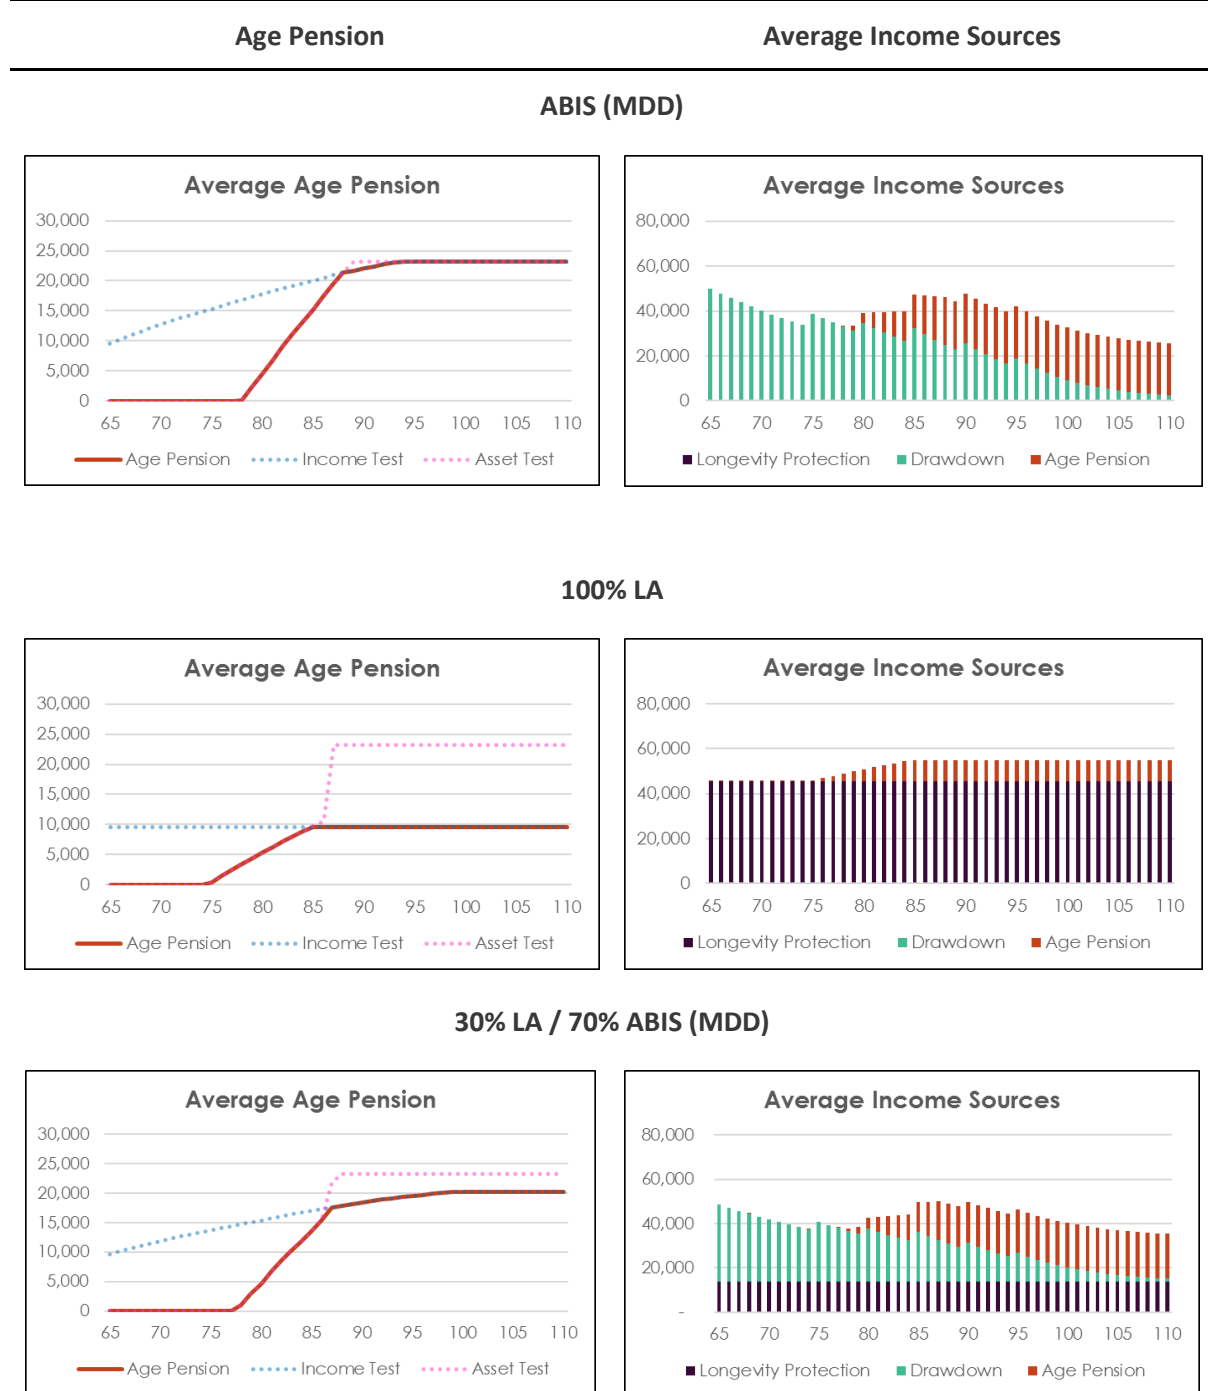 Age Pension Average Income Sources
ABIS (MDD)
Average Age Pension
30,000
25,000
20,000
15,000
10,000
5,000
0
65 70 75 80 85 90 95 100 105 110
Age Pension Income Test Asset Test
Average Income Sources
80,000
60,000
40,000
20,000
0
65 70 75 80 85 90 95 100 105 110
Longevity Protection Drawdown Age Pension
100% LA
Average Age Pension
30,000
25,000
20,000
15,000
10,000
5,000
0
65 70 75 80 85 90 95 100 105 110
Age Pension Income Test Asset Test
Average Income Sources
80,000
60,000
40,000
20,000
0
65 70 75 80 85 90 95 100 105 110
Longevity Protection Drawdown Age Pension
30% LA / 70% ABIS (MDD)
Average Age Pension
30,000
25,000
20,000
15,000
10,000
5,000
0
65 70 75 80 85 90 95 100 105 110
Age Pension Income Test Asset Test
Average Income Sources
80,000
60,000
40,000
20,000
-
65 70 75 80 85 90 95 100 105 110
Longevity Protection Drawdown Age Pension